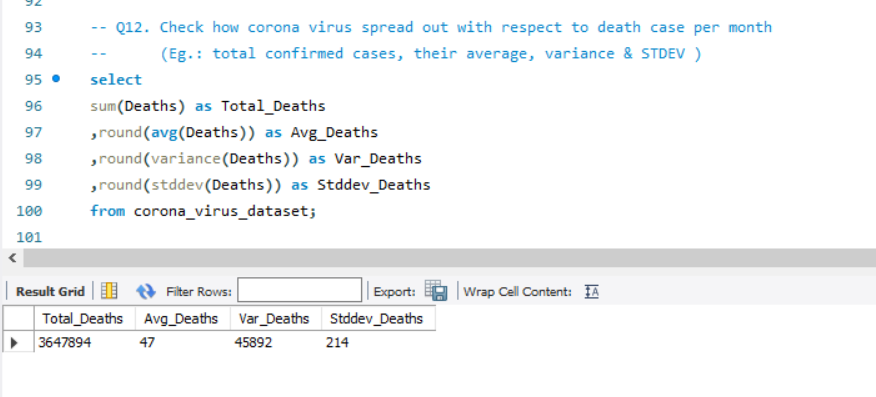 92
93 -- Q12. Check how corona virus spread out with respect to death case per month
94 -- (Eg.: total confirmed cases, their average, variance & STDEV )
95 select
96 sum(Deaths) as Total_Deaths
97 ,round(avg(Deaths)) as Avg_Deaths
98 ,round(variance(Deaths)) as Var_Deaths
99 ,round(stddev(Deaths)) as Stddev_Deaths
100 from corona_virus_dataset;
101
Result Grid Filter Rows: Export: Wrap Cell Content:
Total_Deaths Avg_Deaths Var_Deaths Stddev_Deaths
3647894 47 45892 214